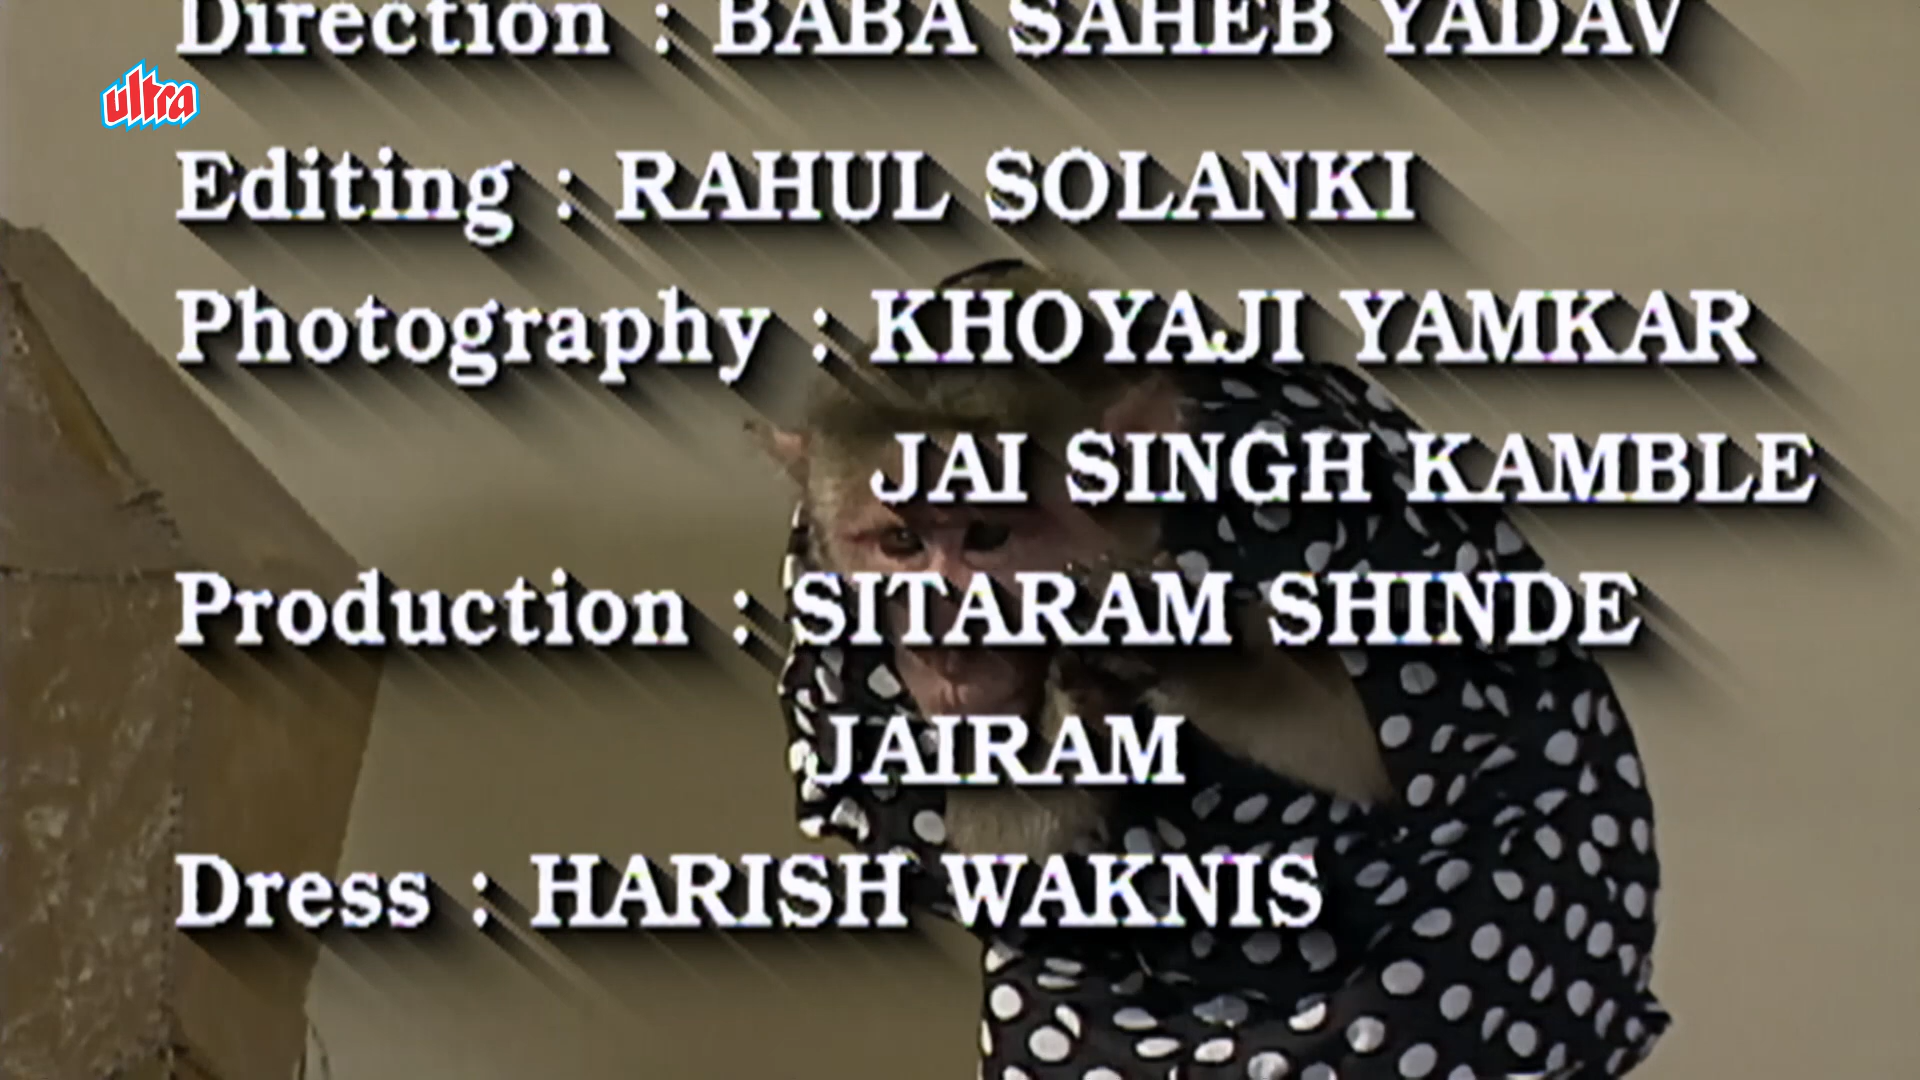 Direction : BABA SAHEB YADAV
ultra
Editing : RAHUL SOLANKI
Photography : KHOYAJI YAMKAR
JAI SINGH KAMBLE
Production : SITARAM SHINDE
JAIRAM
Dress : HARISH WAKNIS